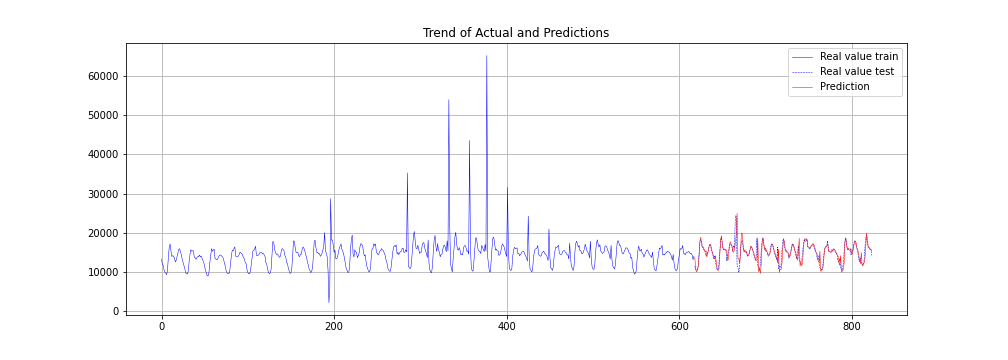 Trend of Actual and Predictions
Real value train
Real value test
Prediction
60000
50000
40000
30000
20000
10000
0
0 200 400 600 800